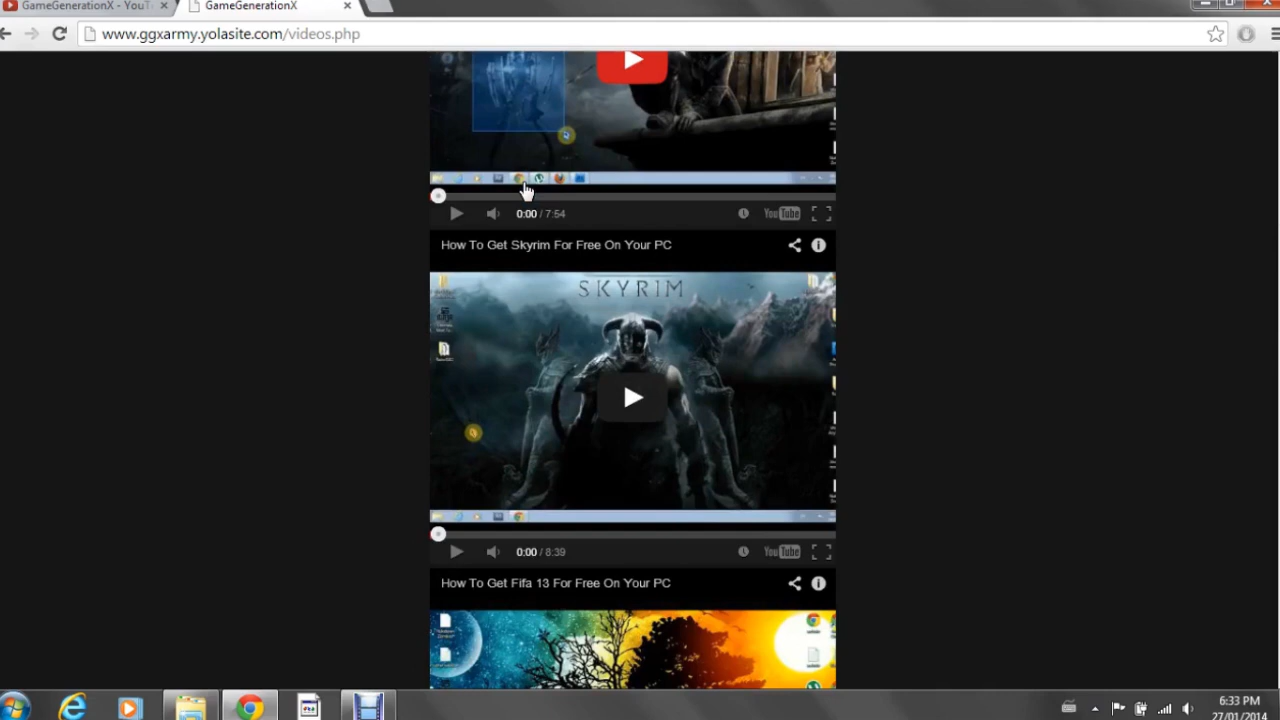 GameGenerationX - YouT
GameGenerationX
www.ggxarmy.yolasite.com/videos.php
0:00 / 7:54
YouTube
How To Get Skyrim For Free On Your PC
SKYRIM
0:00 / 8:39
YouTube
How To Get Fifa 13 For Free On Your PC
6:33 PM
27/01/2014